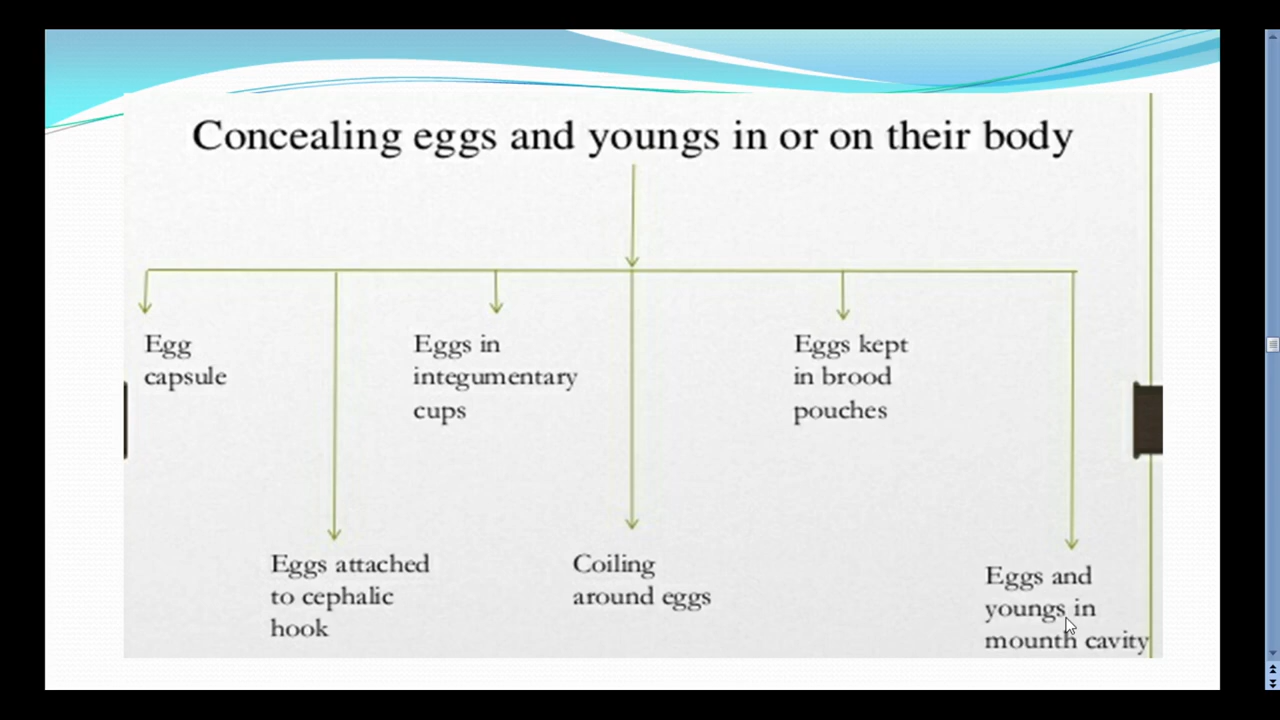 Concealing eggs and youngs in or on their body
Egg
capsule
Eggs in
integumentary
cups
Eggs kept
in brood
pouches
Eggs attached
to cephalic
hook
Coiling
around eggs
Eggs and
youngs in
mounth cavity